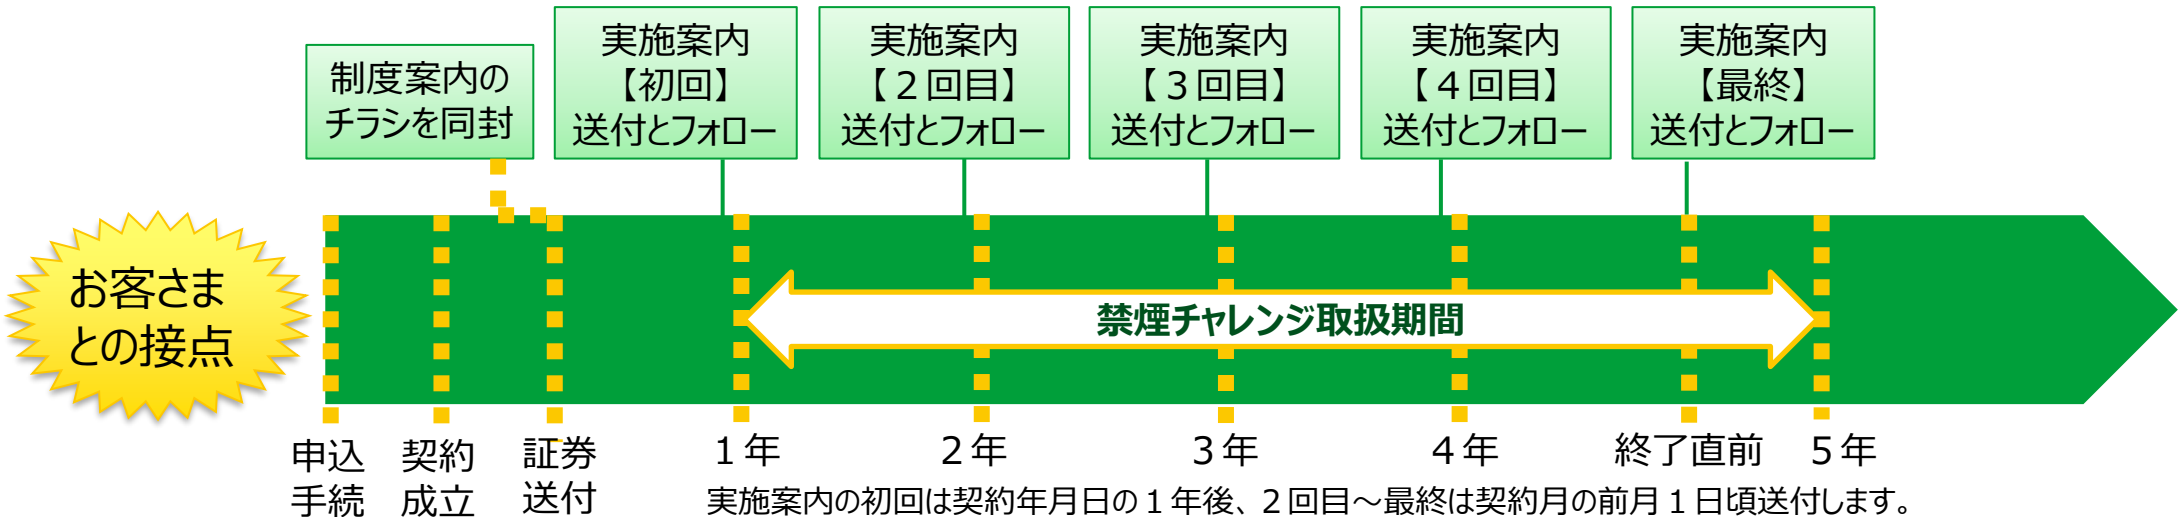 制度案内の
チラシを同封
実施案内
【初回】
送付とフォロー
実施案内
【２回目】
送付とフォロー
実施案内
【３回目】
送付とフォロー
実施案内
【４回目】
送付とフォロー
実施案内
【最終】
送付とフォロー
お客さま
との接点
禁煙チャレンジ取扱期間
申込
手続
契約
成立
証券
送付
１年
２年
３年
４年
終了直前
５年
実施案内の初回は契約年月日の１年後、２回目～最終は契約月の前月１日頃送付します。